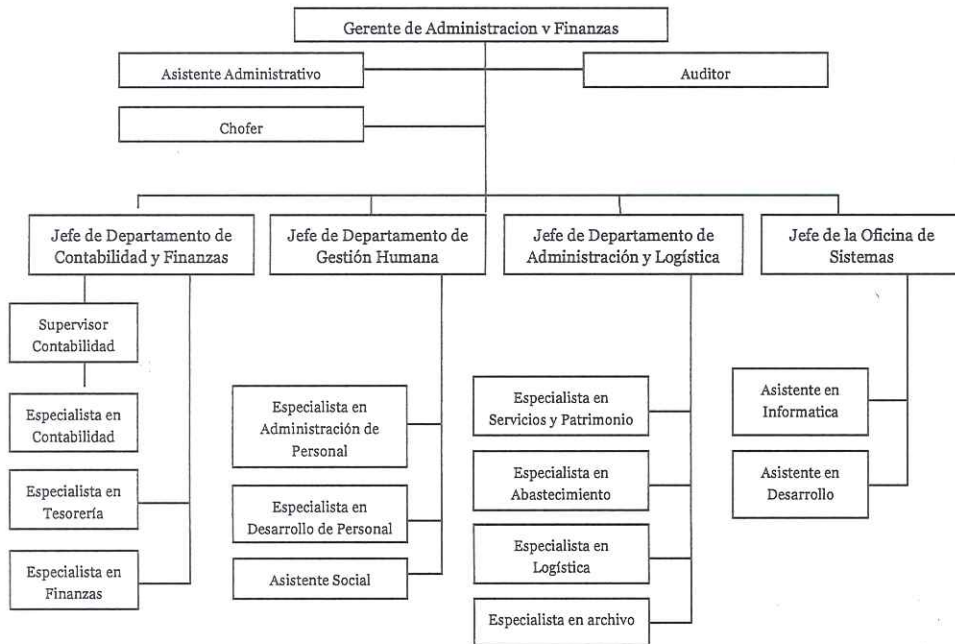 Gerente de Administracion v Finanzas
Asistente Administrativo
Auditor
Chofer
Jefe de Departamento de
Contabilidad y Finanzas
Jefe de Departamento de
Gestión Humana
Jefe de Departamento de
Administración y Logística
Jefe de la Oficina de
Sistemas
Supervisor
Contabilidad
Especialista en
Contabilidad
Especialista en
Tesorería
Especialista en
Finanzas
Especialista en
Administración de
Personal
Especialista en
Desarrollo de Personal
Asistente Social
Especialista en
Servicios y Patrimonio
Especialista en
Abastecimiento
Especialista en
Logística
Especialista en archivo
Asistente en
Informatica
Asistente en
Desarrollo